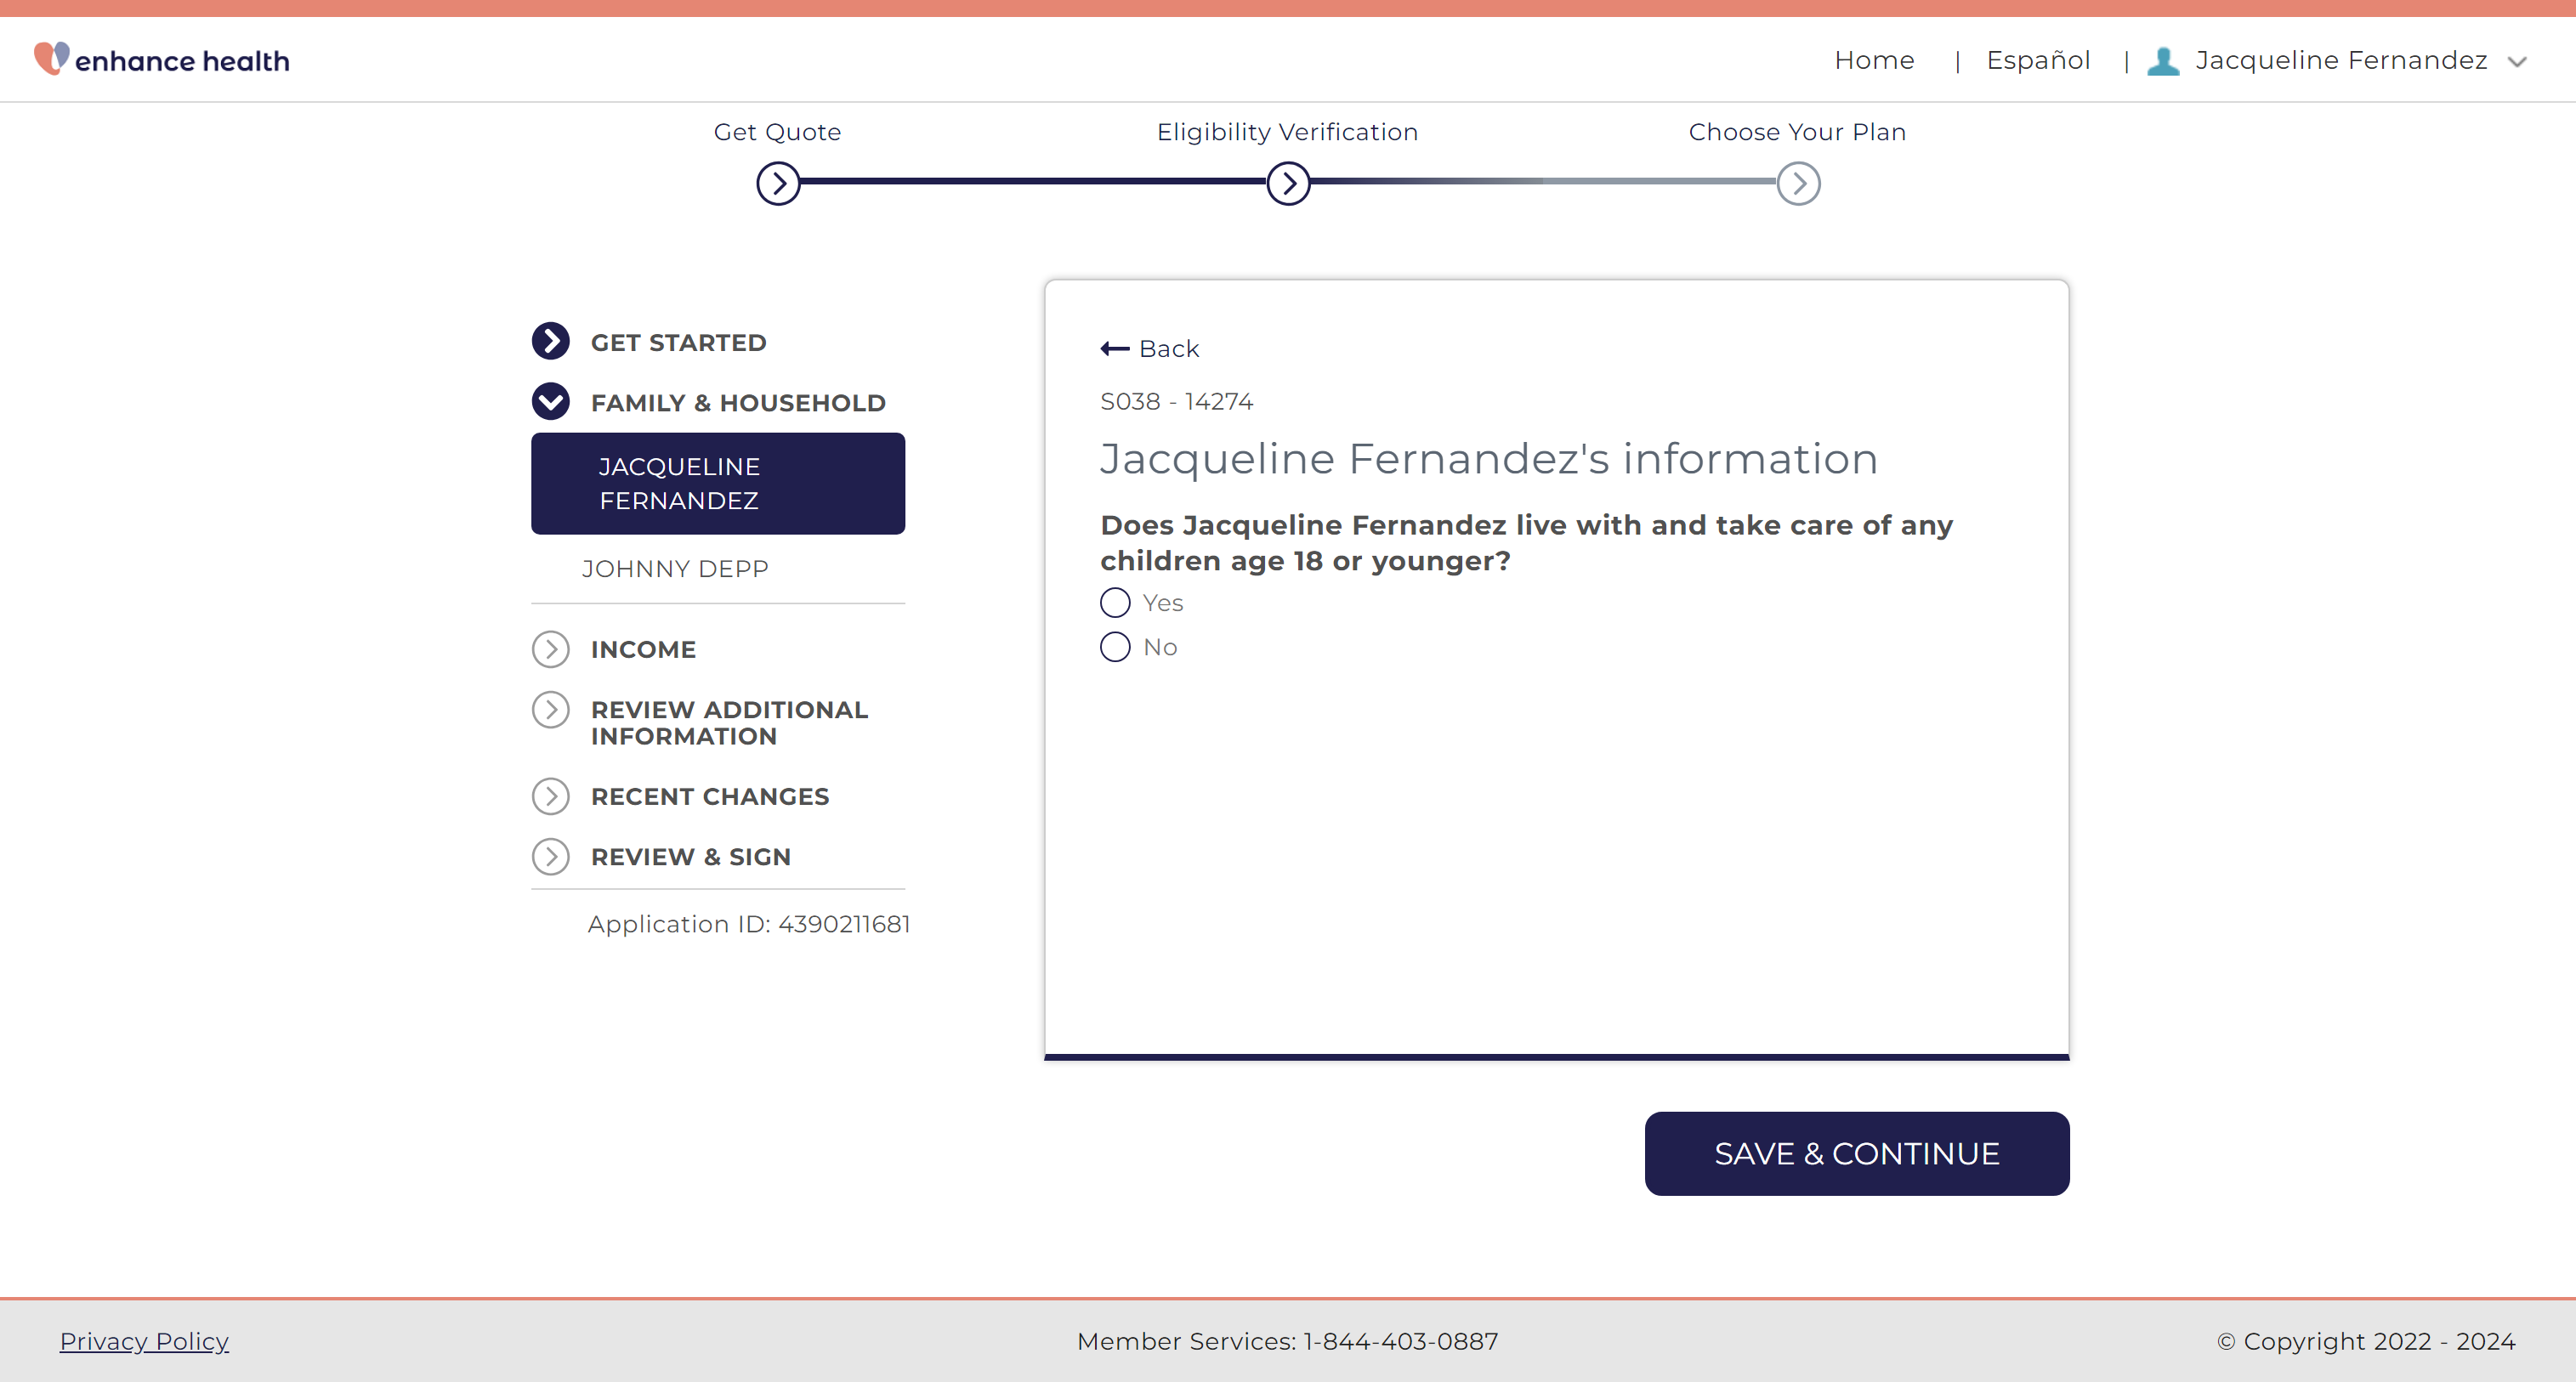 enhance health
Home | Español | Jacqueline Fernandez
Get Quote
Eligibility Verification
Choose Your Plan
GET STARTED
FAMILY & HOUSEHOLD
JACQUELINE
FERNANDEZ
JOHNNY DEPP
INCOME
REVIEW ADDITIONAL
INFORMATION
RECENT CHANGES
REVIEW & SIGN
Application ID: 4390211681
Back
S038 - 14274
Jacqueline Fernandez's information
Does Jacqueline Fernandez live with and take care of any
children age 18 or younger?
Yes
No
SAVE & CONTINUE
Privacy Policy
Member Services: 1-844-403-0887
© Copyright 2022 - 2024